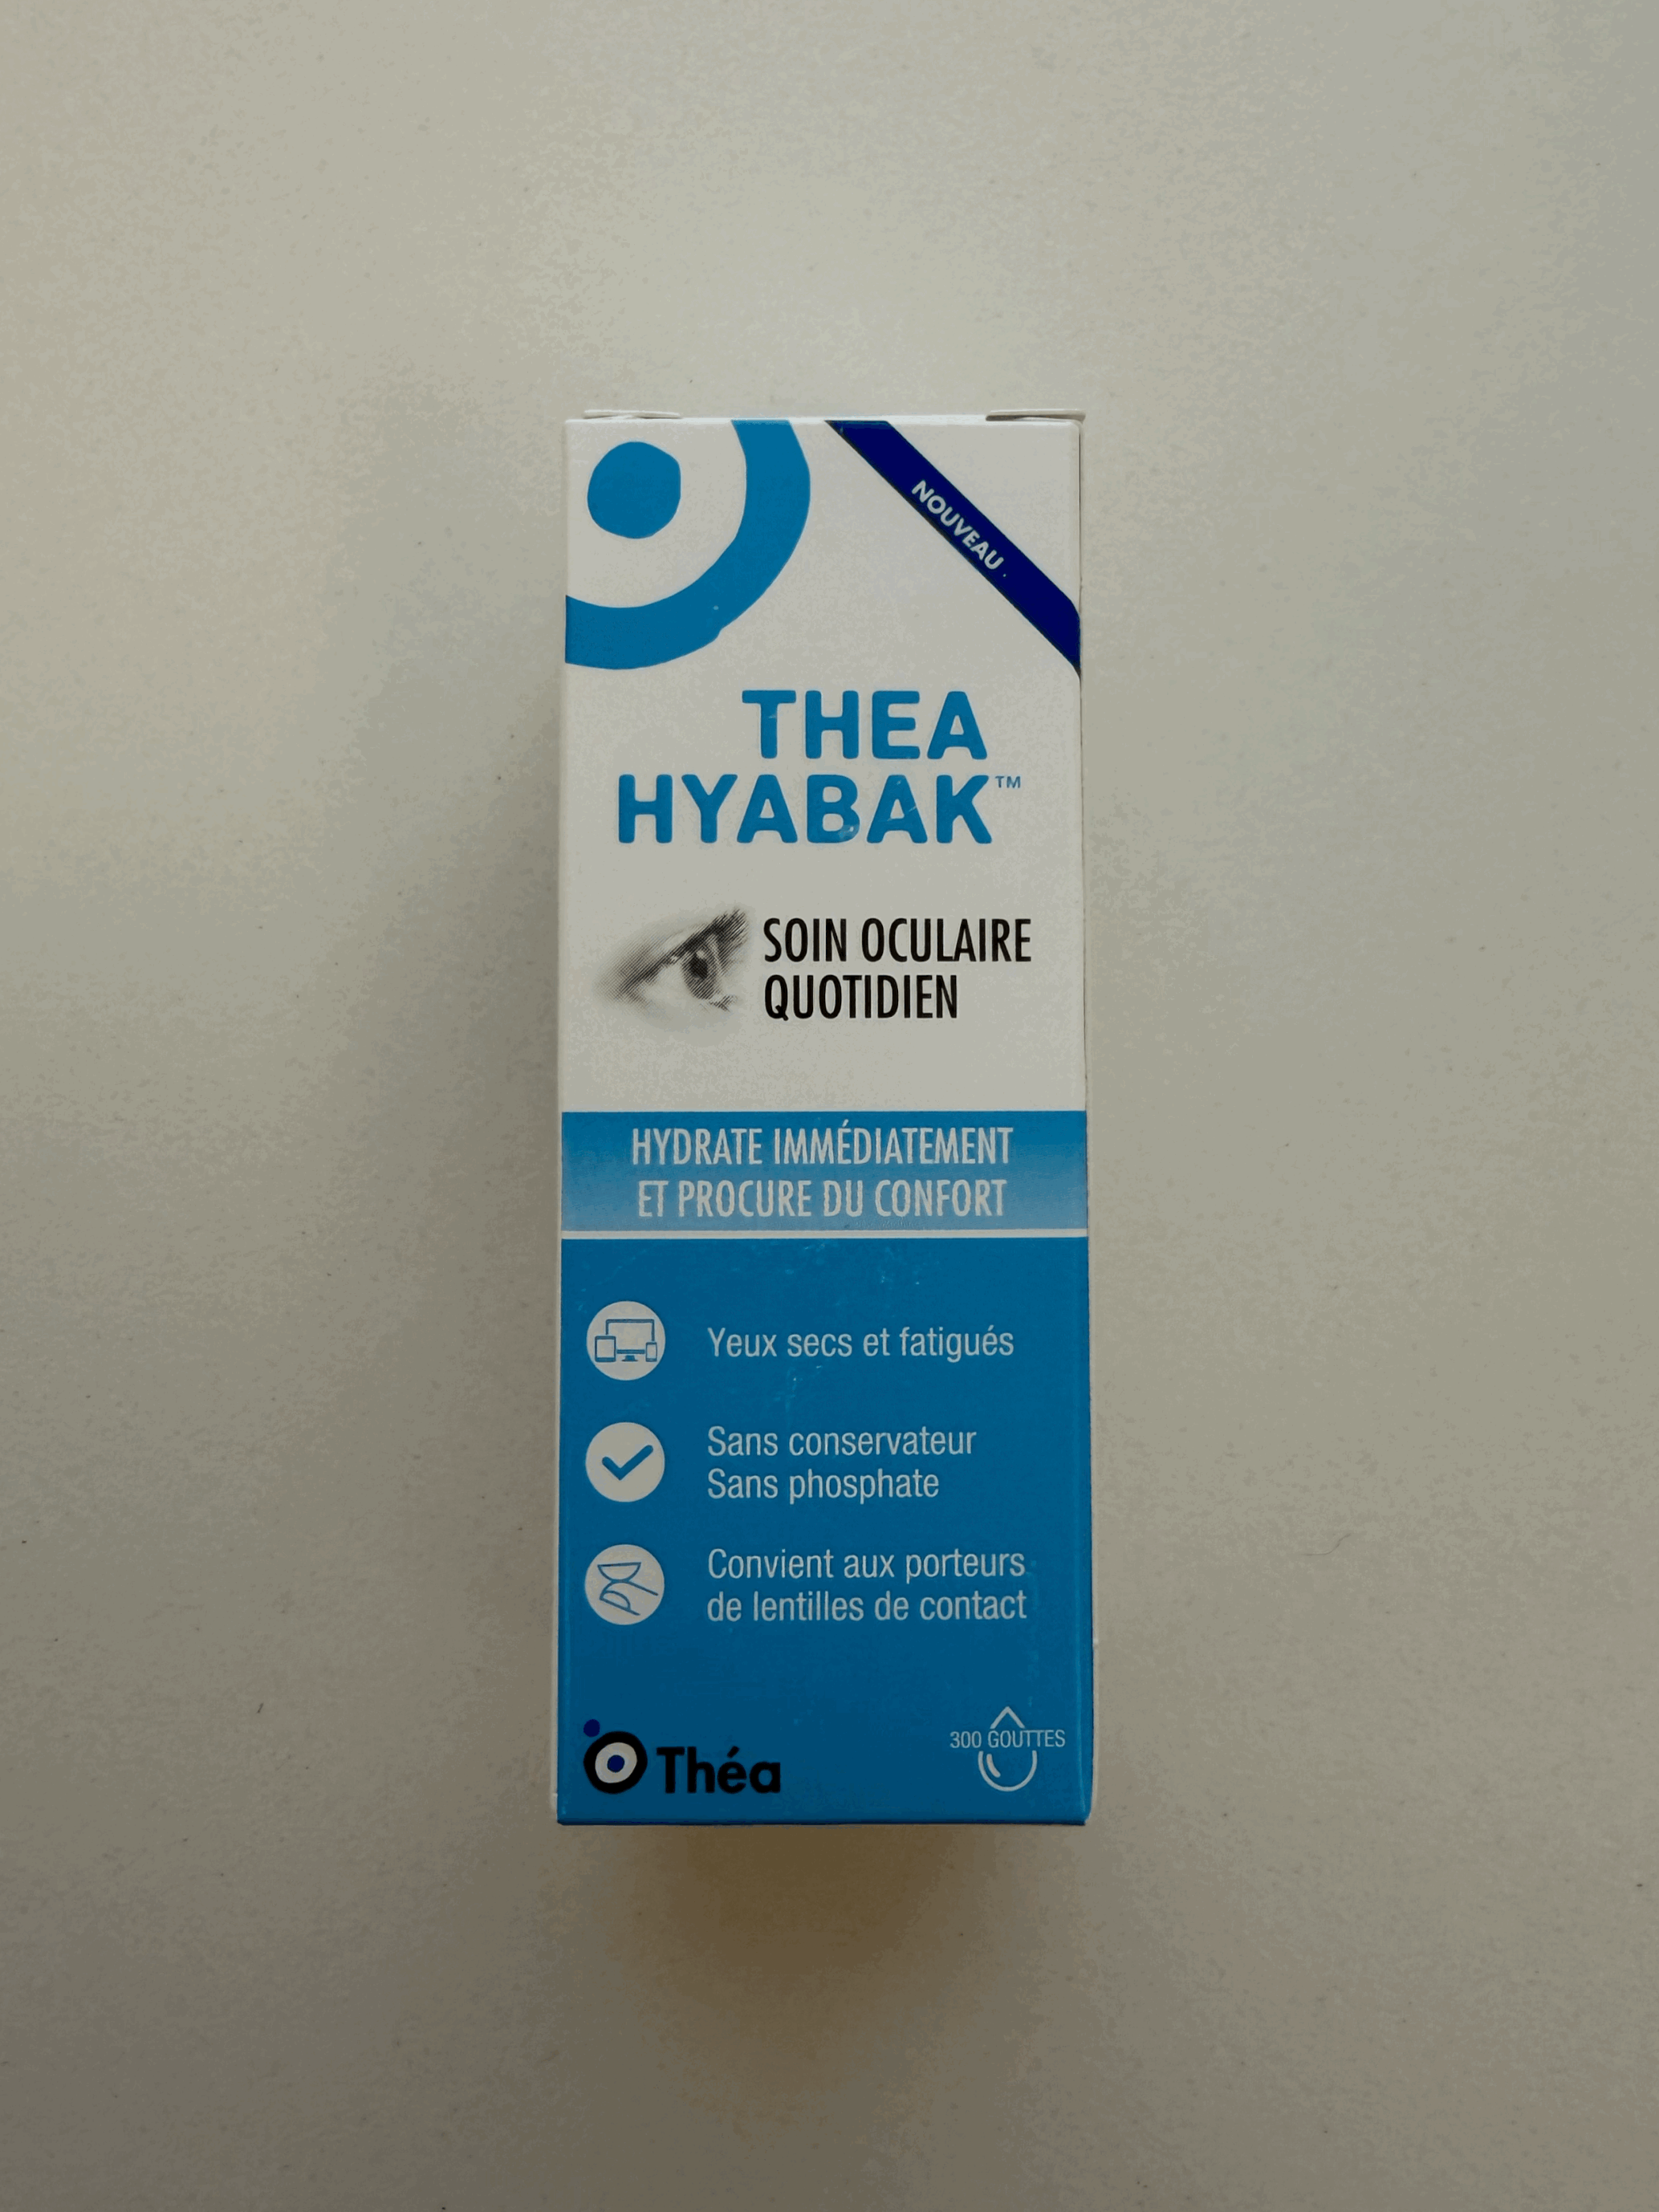 NOUVEAU
THEA
HYABAK™
SOIN OCULAIRE
QUOTIDIEN
HYDRATE IMMÉDIATEMENT
ET PROCURE DU CONFORT
Yeux secs et fatigués
Sans conservateur
Sans phosphate
Convient aux porteurs
de lentilles de contact
300 GOUTTES
Théa